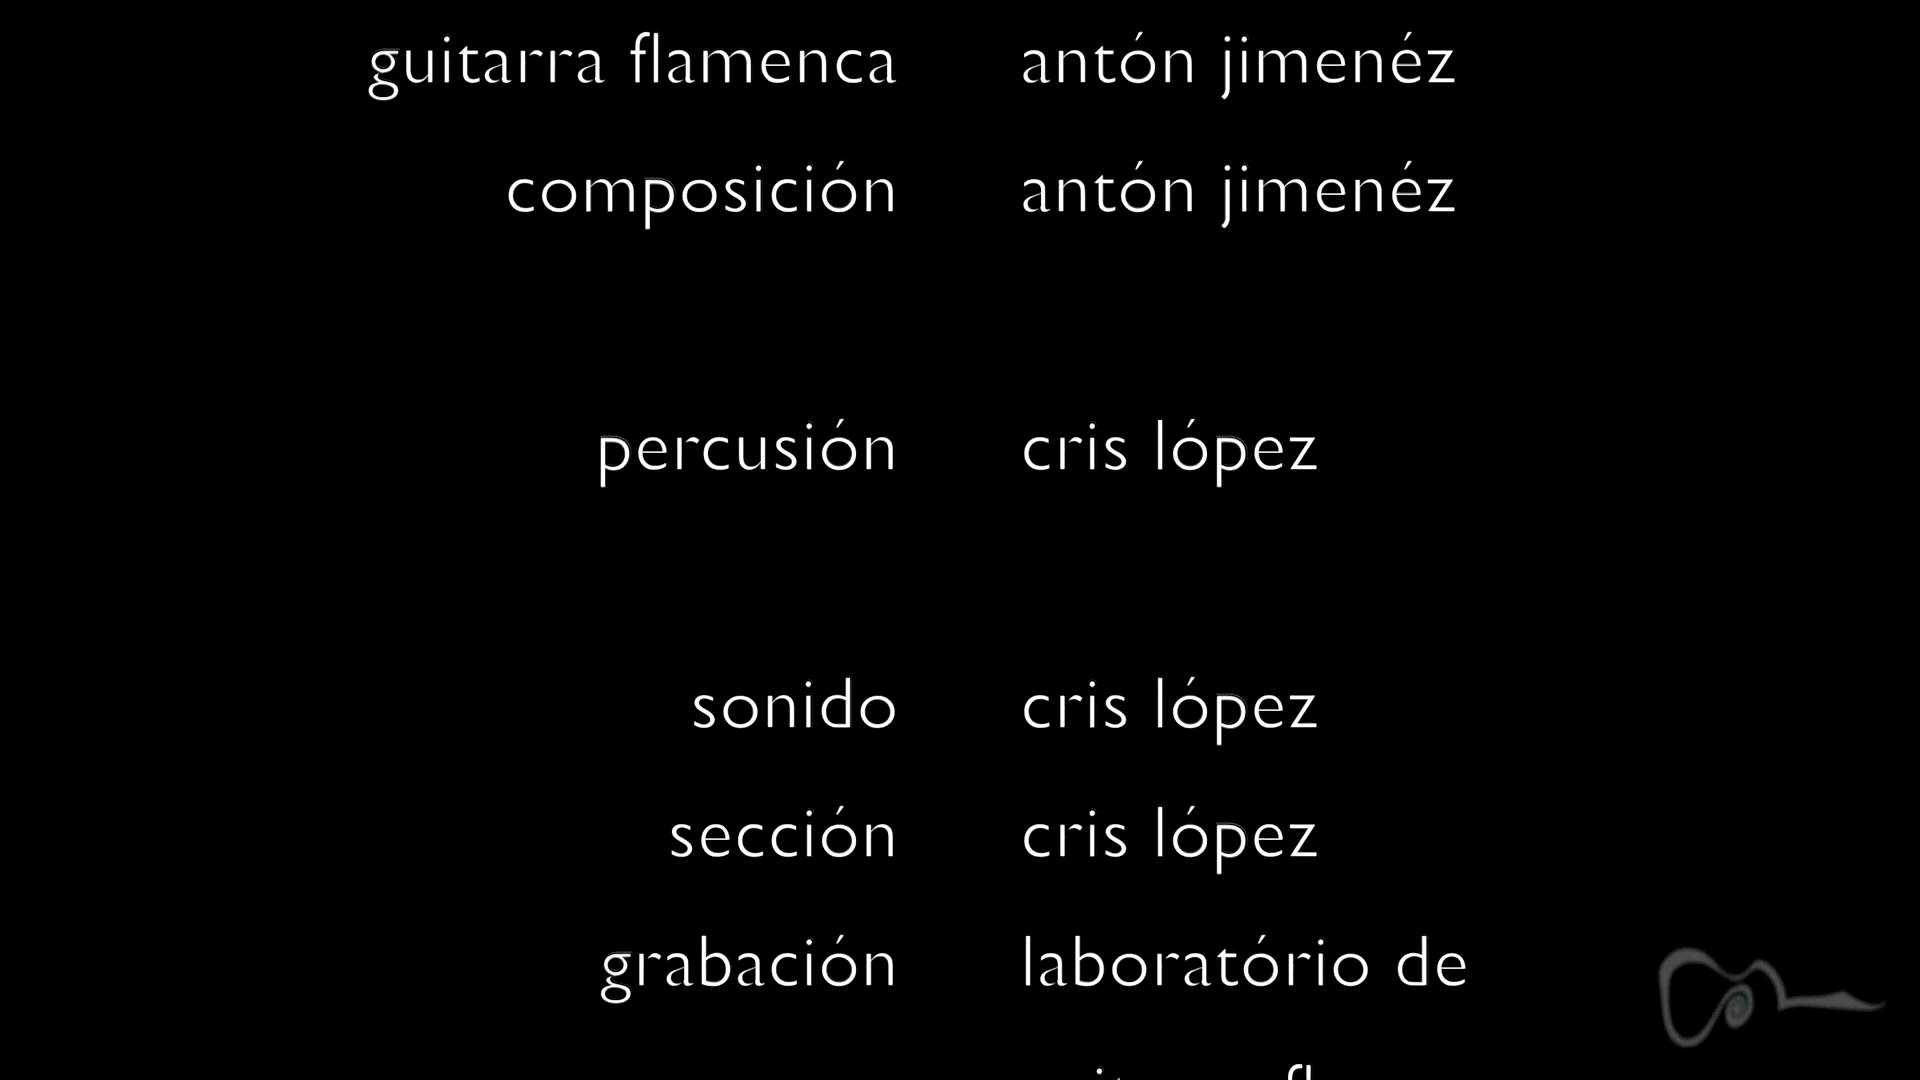 guitarra flamenca antón jimenéz
composición antón jimenéz
percusión cris lópez
sonido cris lópez
sección cris lópez
grabación laboratório de